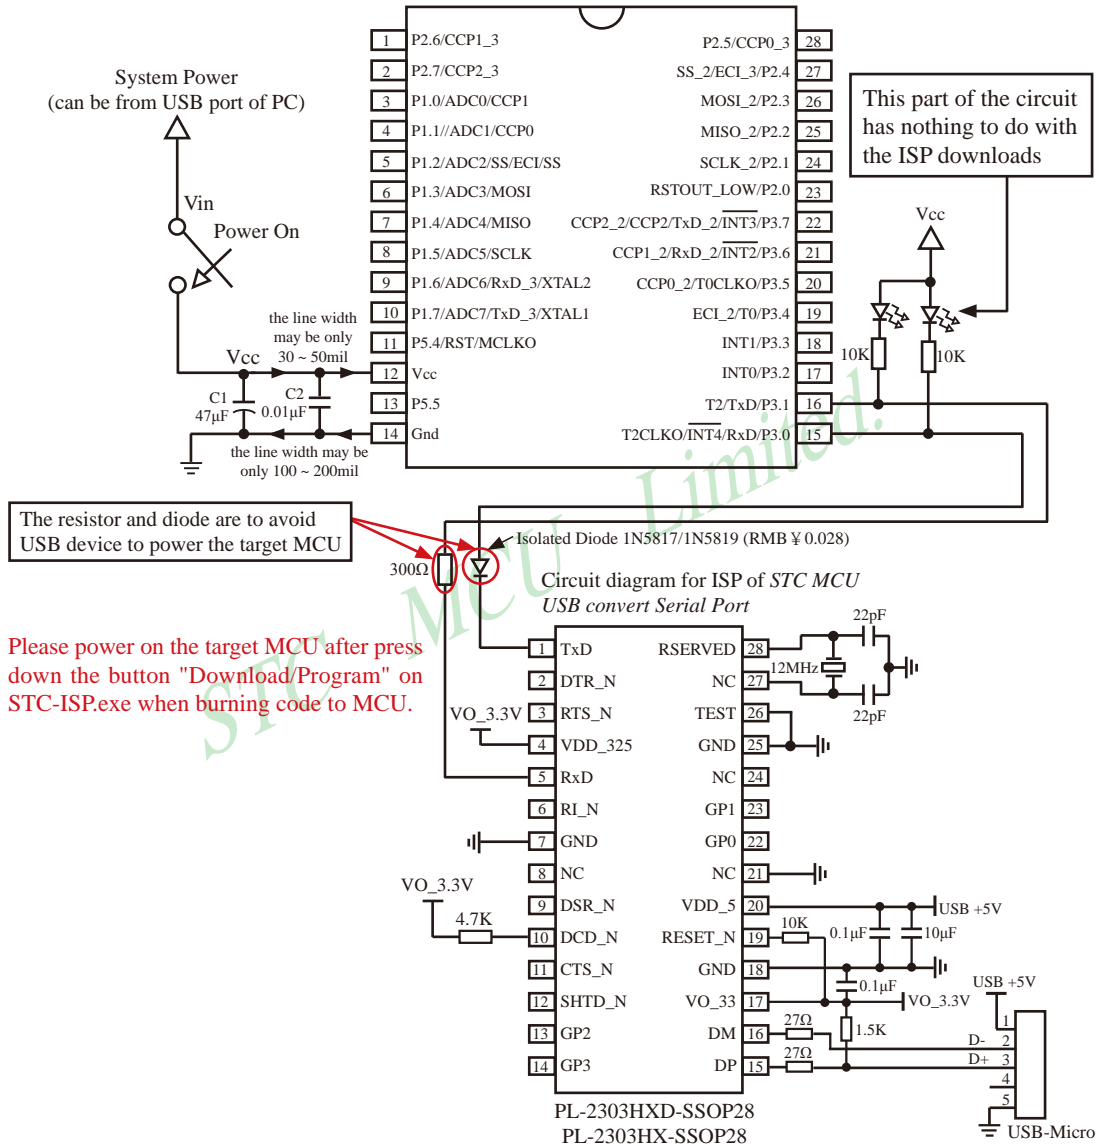 System Power
(can be from USB port of PC)
Vin
Power On
Vcc
the line width
may be only
30 ~ 50mil
C1
47μF
C2
0.01μF
the line width may be
only 100 ~ 200mil
1 P2.6/CCP1_3
2 P2.7/CCP2_3
3 P1.0/ADC0/CCP1
4 P1.1//ADC1/CCP0
5 P1.2/ADC2/SS/ECI/SS
6 P1.3/ADC3/MOSI
7 P1.4/ADC4/MISO
8 P1.5/ADC5/SCLK
9 P1.6/ADC6/RxD_3/XTAL2
10 P1.7/ADC7/TxD_3/XTAL1
11 P5.4/RST/MCLKO
12 Vcc
13 P5.5
14 Gnd
P2.5/CCP0_3 28
SS_2/ECI_3/P2.4 27
MOSI_2/P2.3 26
MISO_2/P2.2 25
SCLK_2/P2.1 24
RSTOUT_LOW/P2.0 23
CCP2_2/CCP2/TxD_2/INT3/P3.7 22
CCP1_2/RxD_2/INT2/P3.6 21
CCP0_2/T0CLKO/P3.5 20
ECI_2/T0/P3.4 19
INT1/P3.3 18
INT0/P3.2 17
T2/TxD/P3.1 16
T2CLKO/INT4/RxD/P3.0 15
This part of the circuit
has nothing to do with
the ISP downloads
Vcc
10K
10K
STC MCU Limited.
The resistor and diode are to avoid
USB device to power the target MCU
300Ω
Isolated Diode 1N5817/1N5819 (RMB ¥ 0.028)
Circuit diagram for ISP of STC MCU
USB convert Serial Port
Please power on the target MCU after press
down the button "Download/Program" on
STC-ISP.exe when burning code to MCU.
VO_3.3V
VO_3.3V
4.7K
1 TxD
2 DTR_N
3 RTS_N
4 VDD_325
5 RxD
6 RI_N
7 GND
8 NC
9 DSR_N
10 DCD_N
11 CTS_N
12 SHTD_N
13 GP2
14 GP3
RSERVED 28
NC 27
TEST 26
GND 25
NC 24
GP1 23
GP0 22
NC 21
VDD_5 20
RESET_N 19
GND 18
VO_33 17
DM 16
DP 15
22pF
12MHz
22pF
USB +5V
10K
0.1μF
10μF
0.1μF
USB +5V
VO_3.3V
1.5K
27Ω
27Ω
D-
D+
1
2
3
4
5
USB-Micro
PL-2303HXD-SSOP28
PL-2303HX-SSOP28